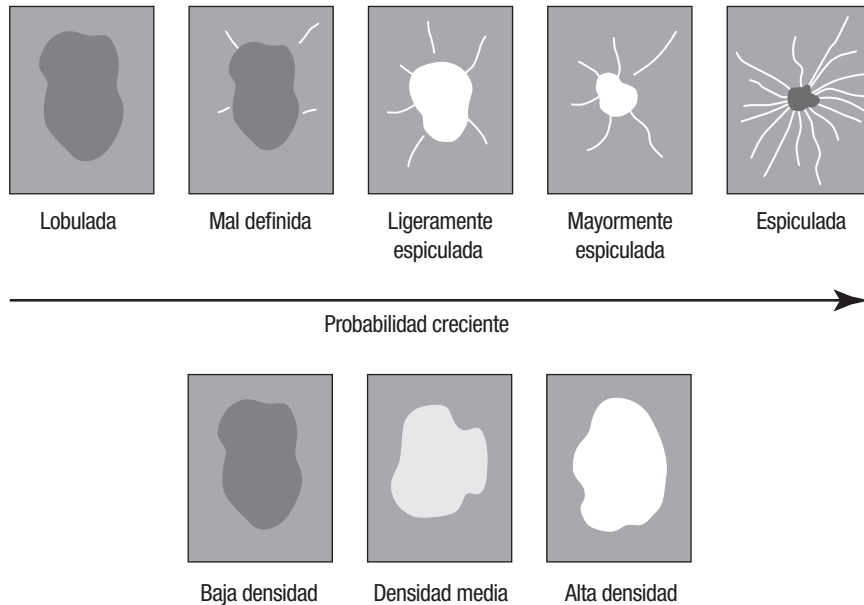 Lobulada
Mal definida
Ligeramente
espiculada
Mayormente
espiculada
Espiculada
Probabilidad creciente
Baja densidad
Densidad media
Alta densidad